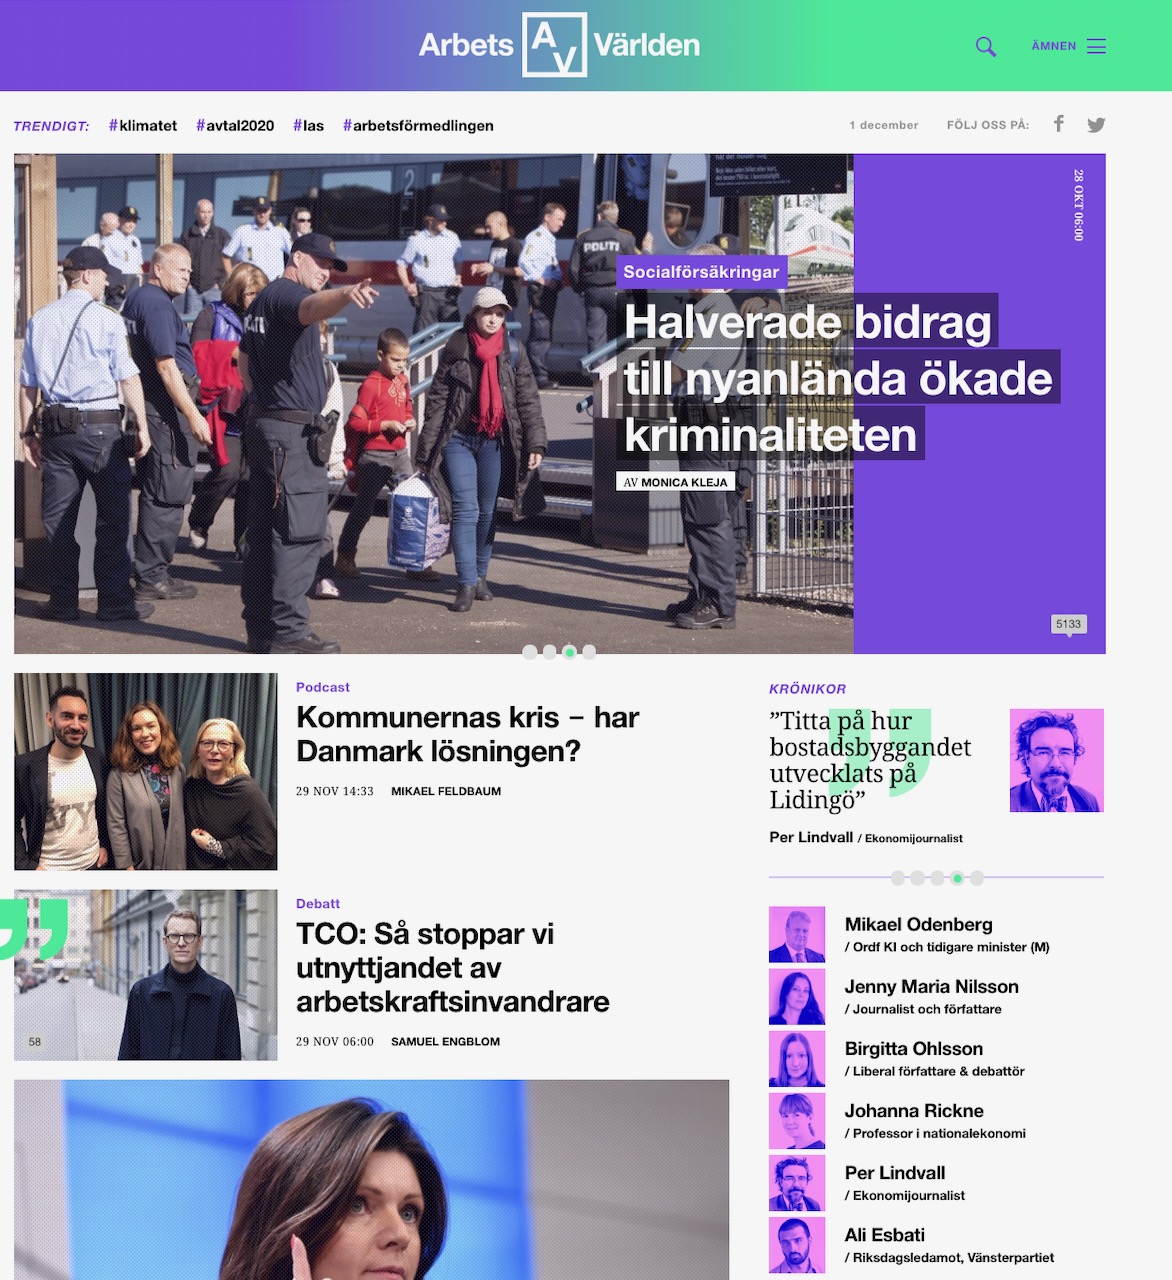 Arbets AV Världen
ÄMNEN
TRENDIGT: #klimatet #avtal2020 #las #arbetsförmedlingen
1 december FÖLJ OSS PÅ:
28 OKT 06:00
2
POLITI
Socialförsäkringar
Halverade bidrag
till nyanlända ökade
kriminaliteten
AV MONICA KLEJA
5133
Podcast
Kommunernas kris – har
Danmark lösningen?
29 NOV 14:33 MIKAEL FELDBAUM
Debatt
TCO: Så stoppar vi
utnyttjandet av
arbetskraftsinvandrare
29 NOV 06:00 SAMUEL ENGBLOM
58
KRÖNIKOR
”Titta på hur
bostadsbyggandet
utvecklats på
Lidingö”
Per Lindvall / Ekonomijournalist
Mikael Odenberg
/ Ordf KI och tidigare minister (M)
Jenny Maria Nilsson
/ Journalist och författare
Birgitta Ohlsson
/ Liberal författare & debattör
Johanna Rickne
/ Professor i nationalekonomi
Per Lindvall
/ Ekonomijournalist
Ali Esbati
/ Riksdagsledamot, Vänsterpartiet